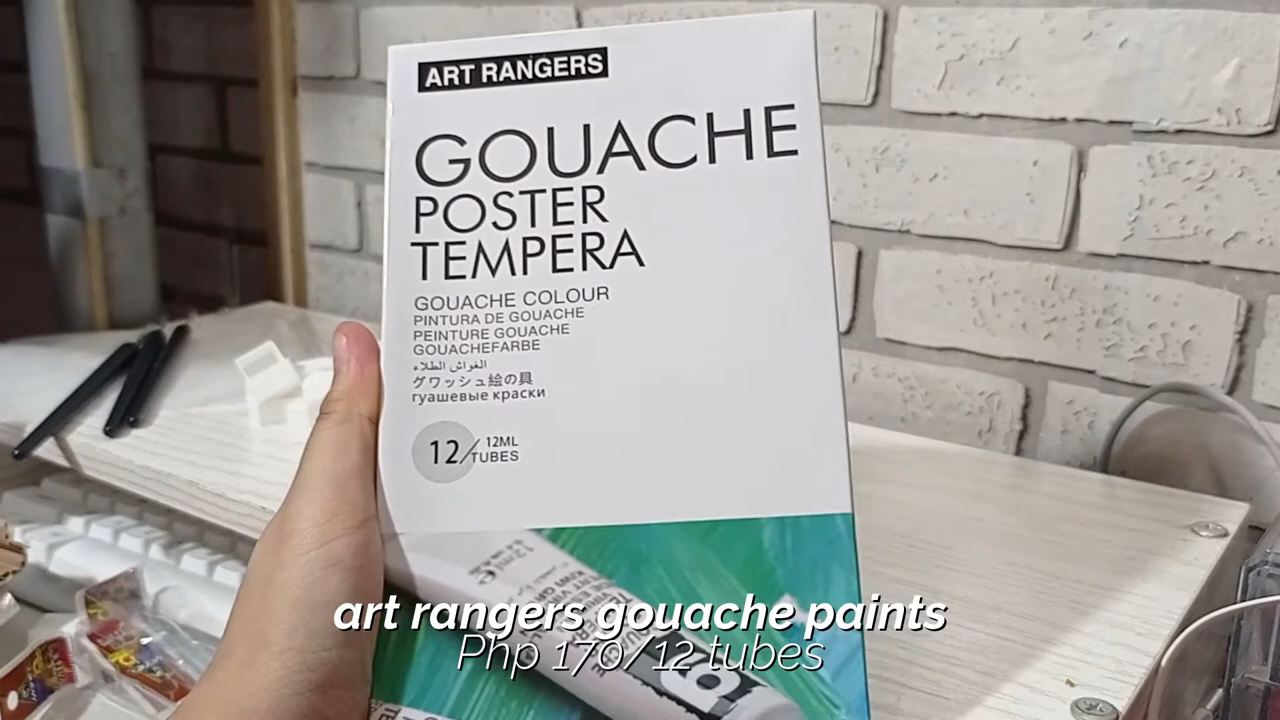 ART RANGERS
GOUACHE
POSTER
TEMPERA
GOUACHE COLOUR
PINTURA DE GOUACHE
PEINTURE GOUACHE
GOUACHEFARBE
الغواش الطلاء
グワッシュ絵の具
гуашевые краски
12/ 12ML
TUBES
12ml e
art rangers gouache paints
Php 170/12 tubes